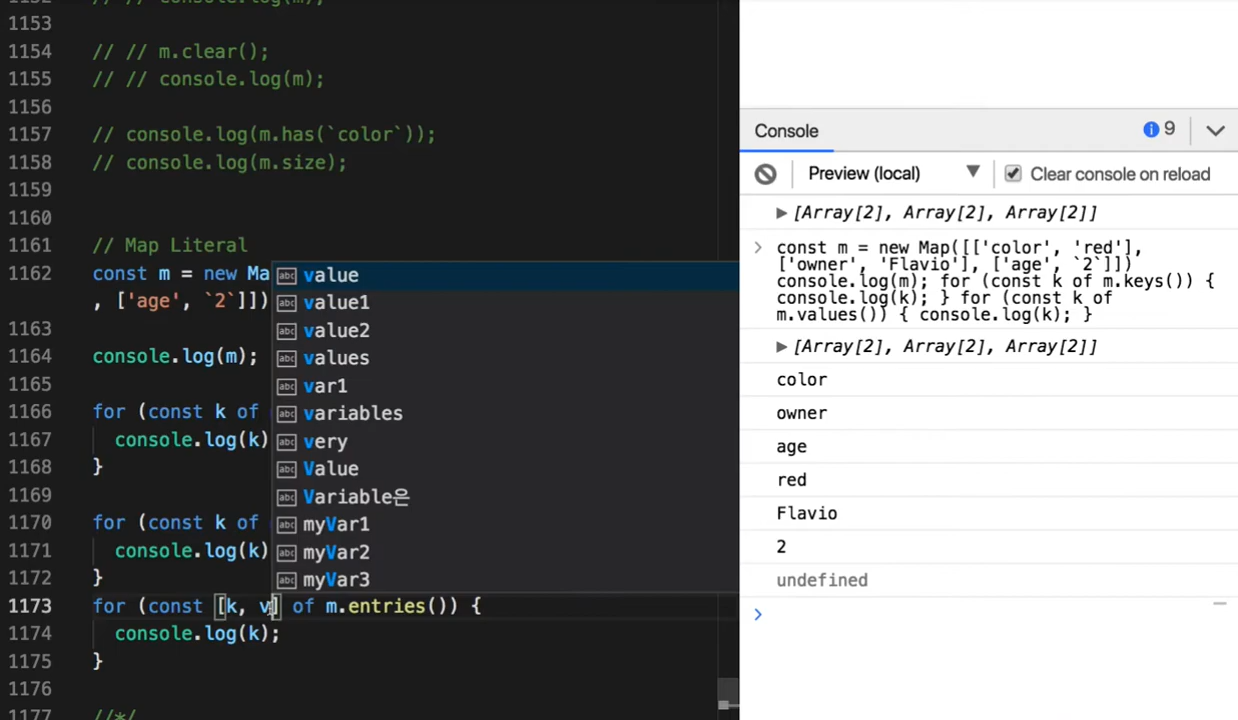 1152 // // console.log(m);
1153
1154 // // m.clear();
1155 // // console.log(m);
1156
1157 // console.log(m.has(`color`));
1158 // console.log(m.size);
1159
1160
1161 // Map Literal
1162 const m = new Ma
, ['age', `2`]])
1163
1164 console.log(m);
1165
1166 for (const k of
1167 console.log(k)
1168 }
1169
1170 for (const k of
1171 console.log(k)
1172 }
1173 for (const [k, v] of m.entries()) {
1174 console.log(k);
1175 }
1176
1177 //*/
value
value1
value2
values
var1
variables
very
Value
Variable은
myVar1
myVar2
myVar3
Console 9
Preview (local) Clear console on reload
[Array[2], Array[2], Array[2]]
const m = new Map([['color', 'red'],
['owner', 'Flavio'], ['age', `2`]])
console.log(m); for (const k of m.keys()) {
console.log(k); } for (const k of
m.values()) { console.log(k); }
[Array[2], Array[2], Array[2]]
color
owner
age
red
Flavio
2
undefined